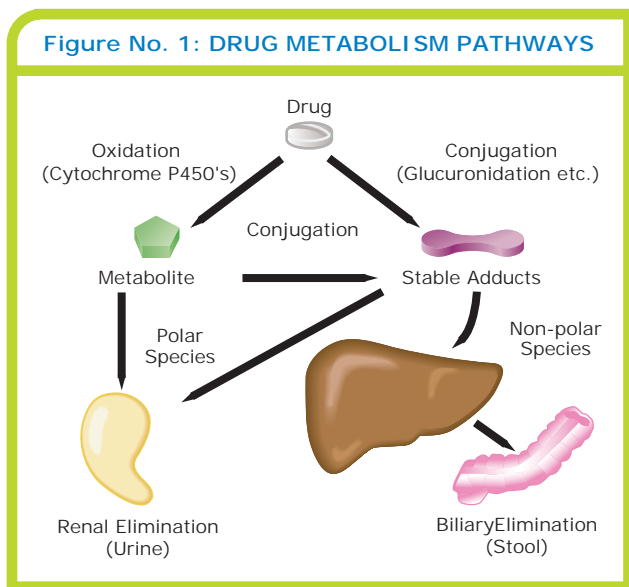 Figure No. 1: DRUG METABOLISM PATHWAYS
Drug
Oxidation
(Cytochrome P450's)
Conjugation
(Glucuronidation etc.)
Conjugation
Metabolite
Stable Adducts
Polar
Species
Non-polar
Species
Renal Elimination
(Urine)
BiliaryElimination
(Stool)